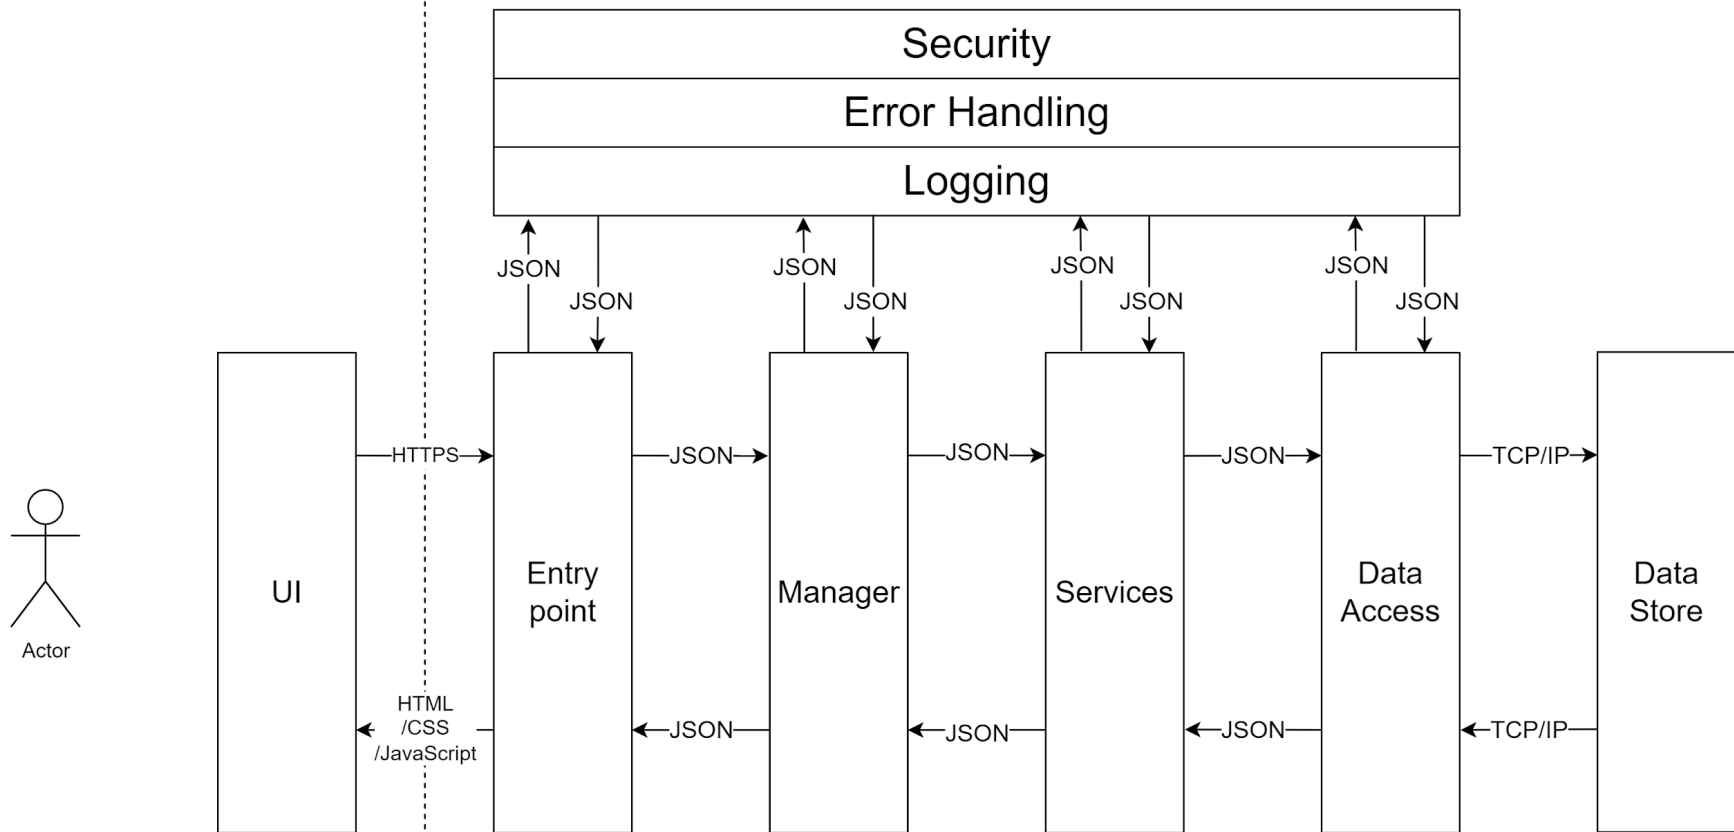 Security
Error Handling
Logging
JSON
JSON
JSON
JSON
JSON
JSON
JSON
JSON
HTTPS
JSON
JSON
JSON
TCP/IP
Actor
UI
Entry
point
Manager
Services
Data
Access
Data
Store
HTML
/CSS
/JavaScript
JSON
JSON
JSON
TCP/IP